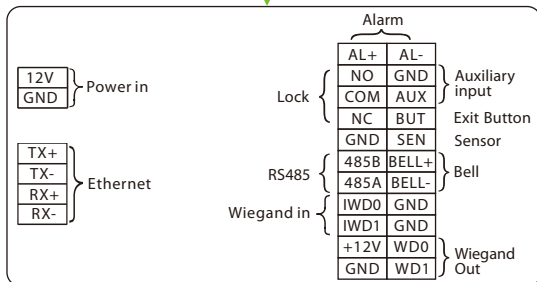 Alarm
AL+ AL-
12V NO GND Auxiliary
GND Power in Lock COM AUX input
NC BUT Exit Button
GND SEN Sensor
TX+ 485B BELL+
TX- Ethernet RS485 485A BELL- Bell
RX+ Wiegand in IWD0 GND
RX- IWD1 GND
+12V WD0 Wiegand
GND WD1 Out